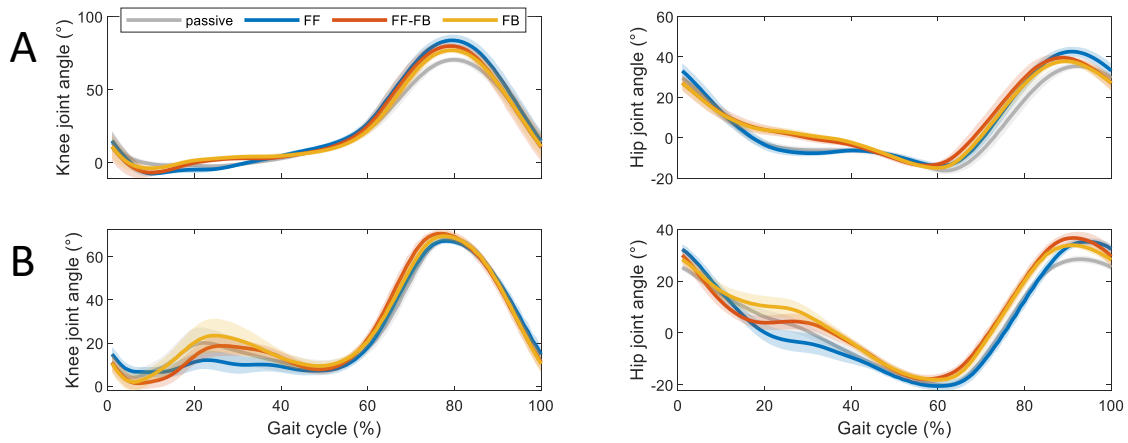 A
passive FF FF-FB FB
Knee joint angle (°)
100
50
0
Hip joint angle (°)
60
40
20
0
-20
B
Knee joint angle (°)
60
40
20
0
0 20 40 60 80 100
Gait cycle (%)
Hip joint angle (°)
40
20
0
-20
0 20 40 60 80 100
Gait cycle (%)